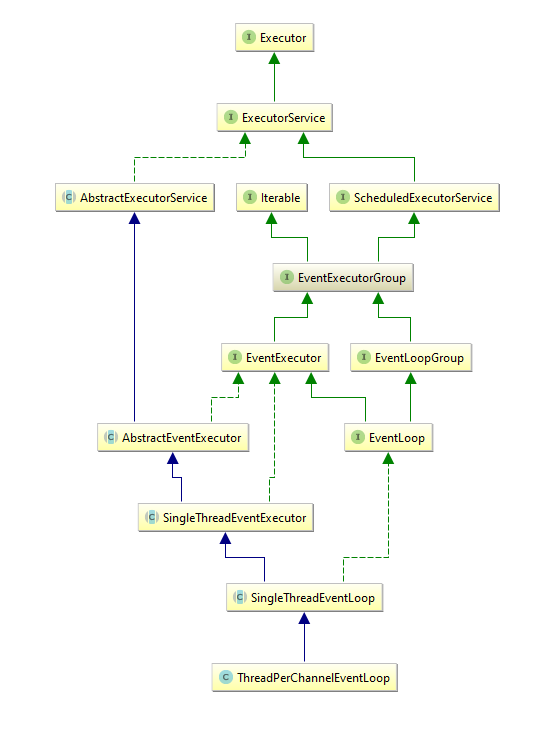 I Executor
I ExecutorService
C AbstractExecutorService
I Iterable
I ScheduledExecutorService
I EventExecutorGroup
I EventExecutor
I EventLoopGroup
C AbstractEventExecutor
I EventLoop
C SingleThreadEventExecutor
C SingleThreadEventLoop
C ThreadPerChannelEventLoop